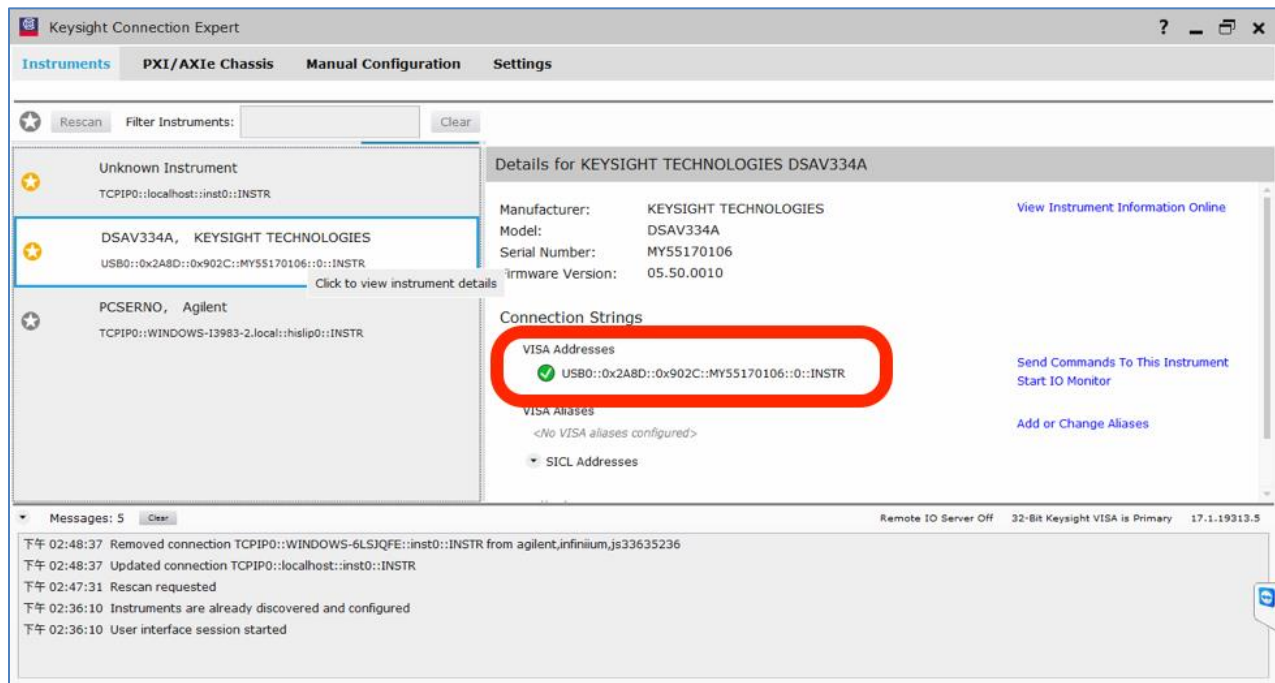 Keysight Connection Expert
Instruments PXI/AXIe Chassis Manual Configuration Settings
Rescan Filter Instruments: Clear
Unknown Instrument
TCPIP0::localhost::inst0::INSTR
DSAV334A, KEYSIGHT TECHNOLOGIES
USB0::0x2A8D::0x902C::MY55170106::0::INSTR
Click to view instrument details
PCSERNO, Agilent
TCPIP0::WINDOWS-I3983-2.local::hislip0::INSTR
Details for KEYSIGHT TECHNOLOGIES DSAV334A
Manufacturer: KEYSIGHT TECHNOLOGIES
View Instrument Information Online
Model: DSAV334A
Serial Number: MY55170106
Firmware Version: 05.50.0010
Connection Strings
VISA Addresses
USB0::0x2A8D::0x902C::MY55170106::0::INSTR
Send Commands To This Instrument
Start IO Monitor
VISA Aliases
<No VISA aliases configured>
Add or Change Aliases
SICL Addresses
Messages: 5 Clear
Remote IO Server Off 32-Bit Keysight VISA is Primary 17.1.19313.5
下午 02:48:37 Removed connection TCPIP0::WINDOWS-6LSJQFE::inst0::INSTR from agilent,infiniium,js33635236
下午 02:48:37 Updated connection TCPIP0::localhost::inst0::INSTR
下午 02:47:31 Rescan requested
下午 02:36:10 Instruments are already discovered and configured
下午 02:36:10 User interface session started